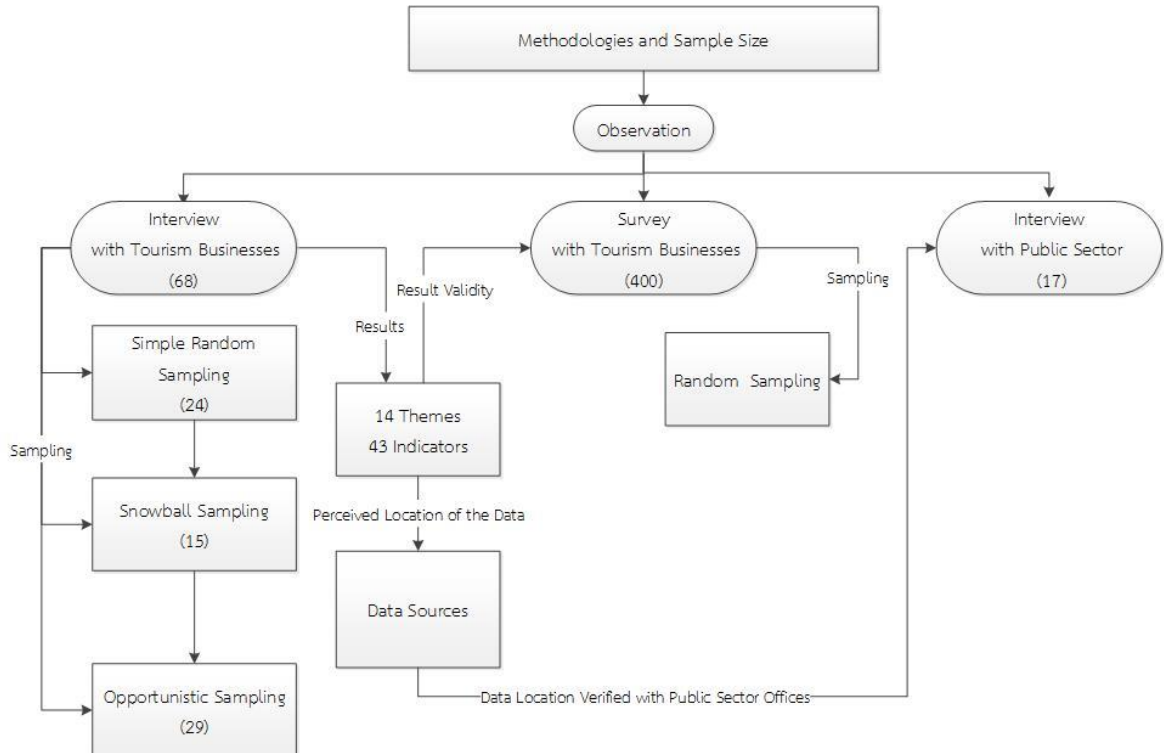 Methodologies and Sample Size
Observation
Interview
with Tourism Businesses
(68)
Survey
with Tourism Businesses
(400)
Interview
with Public Sector
(17)
Result Validity
Sampling
Results
Simple Random
Sampling
(24)
Random Sampling
14 Themes
43 Indicators
Sampling
Snowball Sampling
(15)
Perceived Location of the Data
Data Sources
Opportunistic Sampling
(29)
Data Location Verified with Public Sector Offices